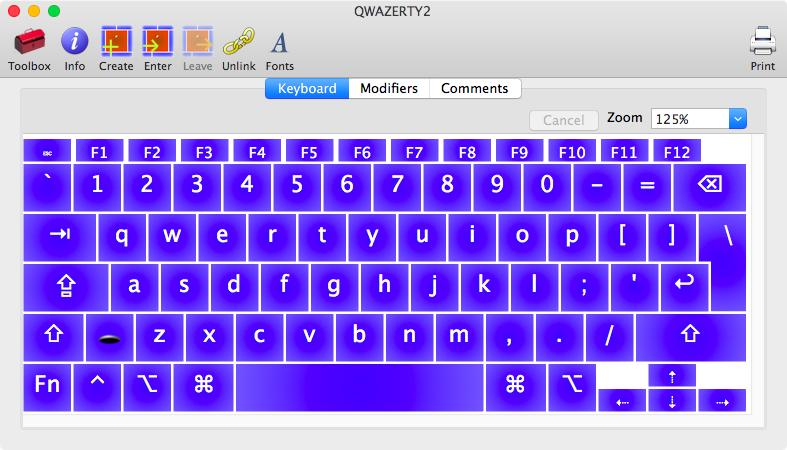 QWAZERTY2
Toolbox Info Create Enter Leave Unlink Fonts Print
Keyboard Modifiers Comments
Cancel Zoom 125%
esc F1 F2 F3 F4 F5 F6 F7 F8 F9 F10 F11 F12
` 1 2 3 4 5 6 7 8 9 0 - = ⌫
⇥ q w e r t y u i o p [ ] \
⇪ a s d f g h j k l ; ' ↩
⇧ z x c v b n m , . / ⇧
Fn ^ ⌥ ⌘ ⌘ ⌥ ⇡
⇠ ⇣ ⇢